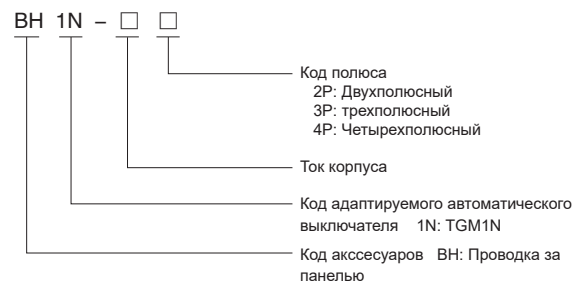 BH 1N – □ □
Код полюса
2P: Двухполюсный
3P: трехполюсный
4P: Четырехполюсный
Ток корпуса
Код адаптируемого автоматического
выключателя 1N: TGM1N
Код акссесуаров BH: Проводка за
панелью